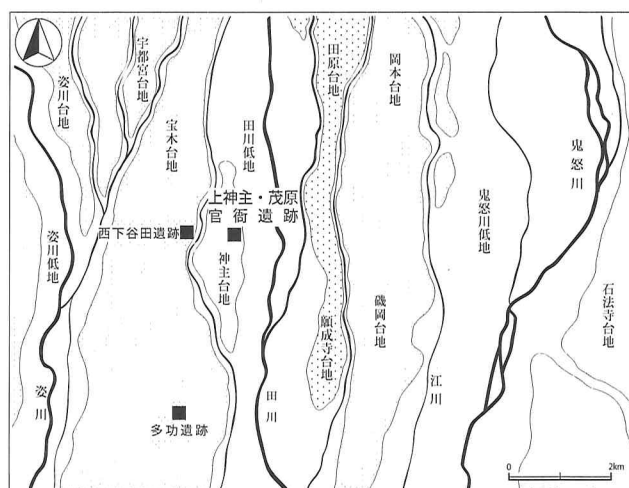 姿川台地
宇都宮台地
宝木台地
田川低地
田原台地
岡本台地
鬼怒川
上神主・茂原
官衙遺跡
西下谷田遺跡
神主台地
鬼怒川低地
姿川低地
石法寺台地
願成寺台地
磯岡台地
姿川
多功遺跡
田川
江川
0
2km